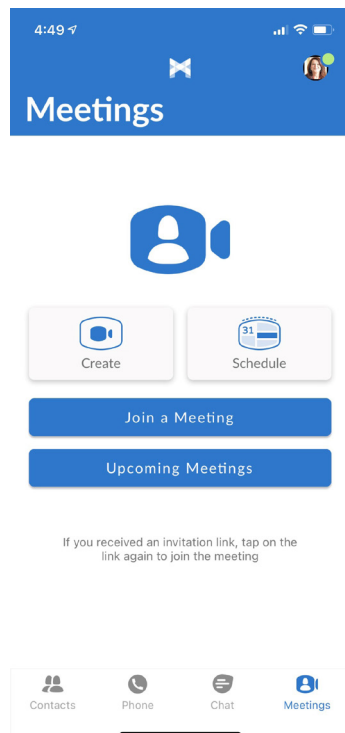 4:49
Meetings
31
Create
Schedule
Join a Meeting
Upcoming Meetings
If you received an invitation link, tap on the
link again to join the meeting
Contacts
Phone
Chat
Meetings